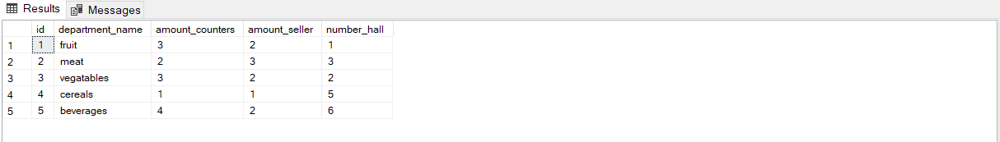 Results Messages
id department_name amount_counters amount_seller number_hall
1 1 fruit 3 2 1
2 2 meat 2 3 3
3 3 vegatables 3 2 2
4 4 cereals 1 1 5
5 5 beverages 4 2 6